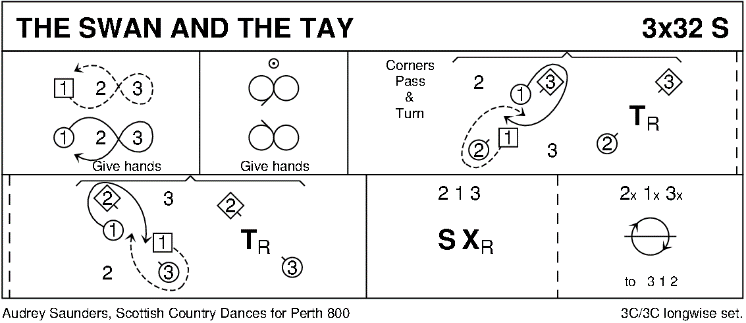 THE SWAN AND THE TAY 3x32 S
1 2 3
1 2 3
Give hands
Give hands
Corners
Pass
&
Turn
2 3 3
1
TR
1
2 3 2
2 3 2
1 1
TR
2 3 3
2 1 3
S XR
2x 1x 3x
to 3 1 2
Audrey Saunders, Scottish Country Dances for Perth 800
3C/3C longwise set.